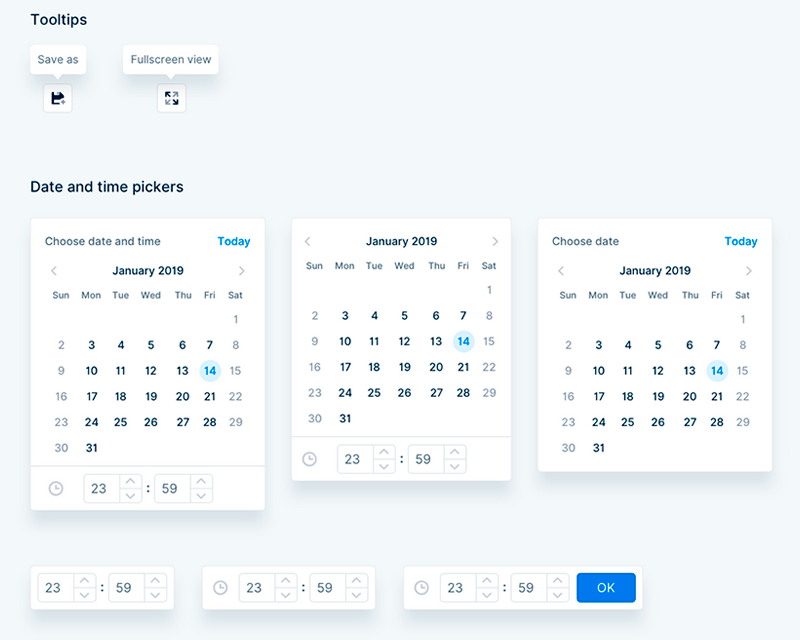 Tooltips
Save as
Fullscreen view
Date and time pickers
Choose date and time Today
January 2019
Sun Mon Tue Wed Thu Fri Sat
1
2 3 4 5 6 7 8
9 10 11 12 13 14 15
16 17 18 19 20 21 22
23 24 25 26 27 28 29
30 31
23 : 59
January 2019
Sun Mon Tue Wed Thu Fri Sat
1
2 3 4 5 6 7 8
9 10 11 12 13 14 15
16 17 18 19 20 21 22
23 24 25 26 27 28 29
30 31
23 : 59
Choose date Today
January 2019
Sun Mon Tue Wed Thu Fri Sat
1
2 3 4 5 6 7 8
9 10 11 12 13 14 15
16 17 18 19 20 21 22
23 24 25 26 27 28 29
30 31
23 : 59
23 : 59
23 : 59 OK